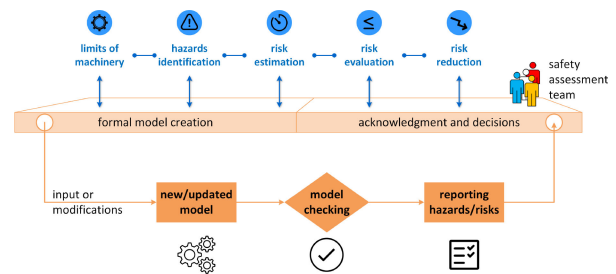 ≤
limits of
machinery
hazards
identification
risk
estimation
risk
evaluation
risk
reduction
safety
assessment
team
formal model creation
acknowledgment and decisions
input or
modifications
new/updated
model
model
checking
reporting
hazards/risks